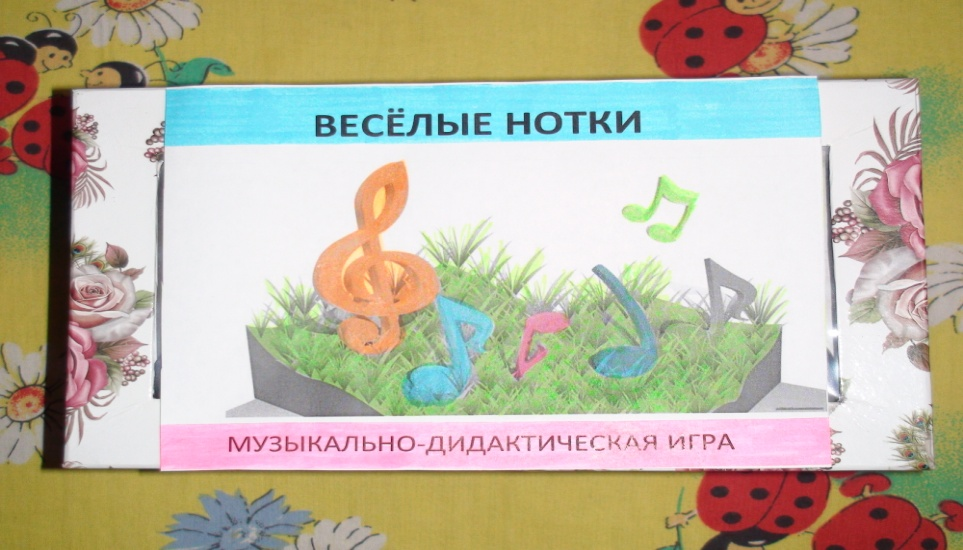 ВЕСЁЛЫЕ НОТКИ
МУЗЫКАЛЬНО-ДИДАКТИЧЕСКАЯ ИГРА